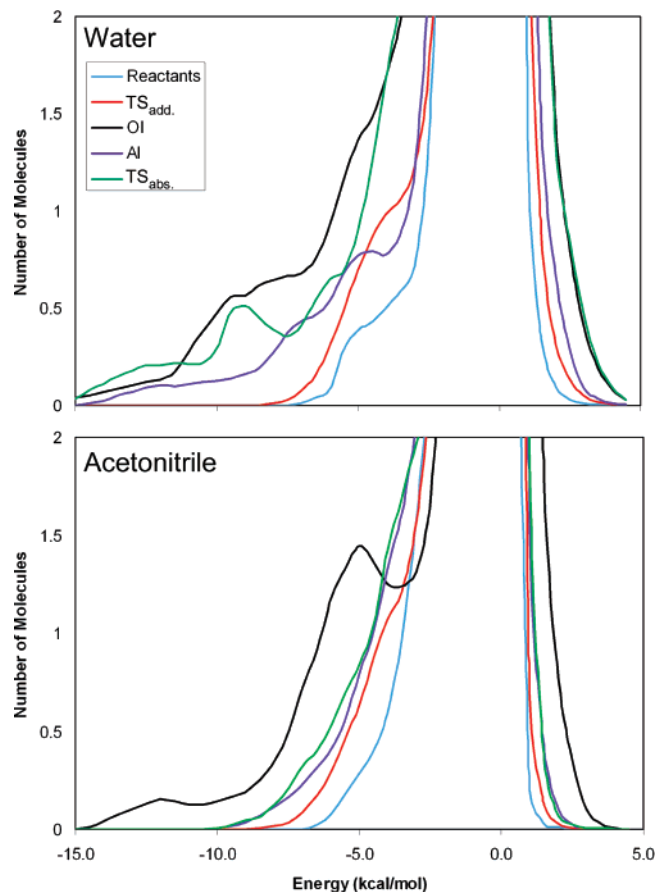 Water
Reactants
TSadd.
OI
AI
TSabs.
Number of Molecules
2
1.5
1
0.5
0
Acetonitrile
Number of Molecules
2
1.5
1
0.5
0
-15.0 -10.0 -5.0 0.0 5.0
Energy (kcal/mol)